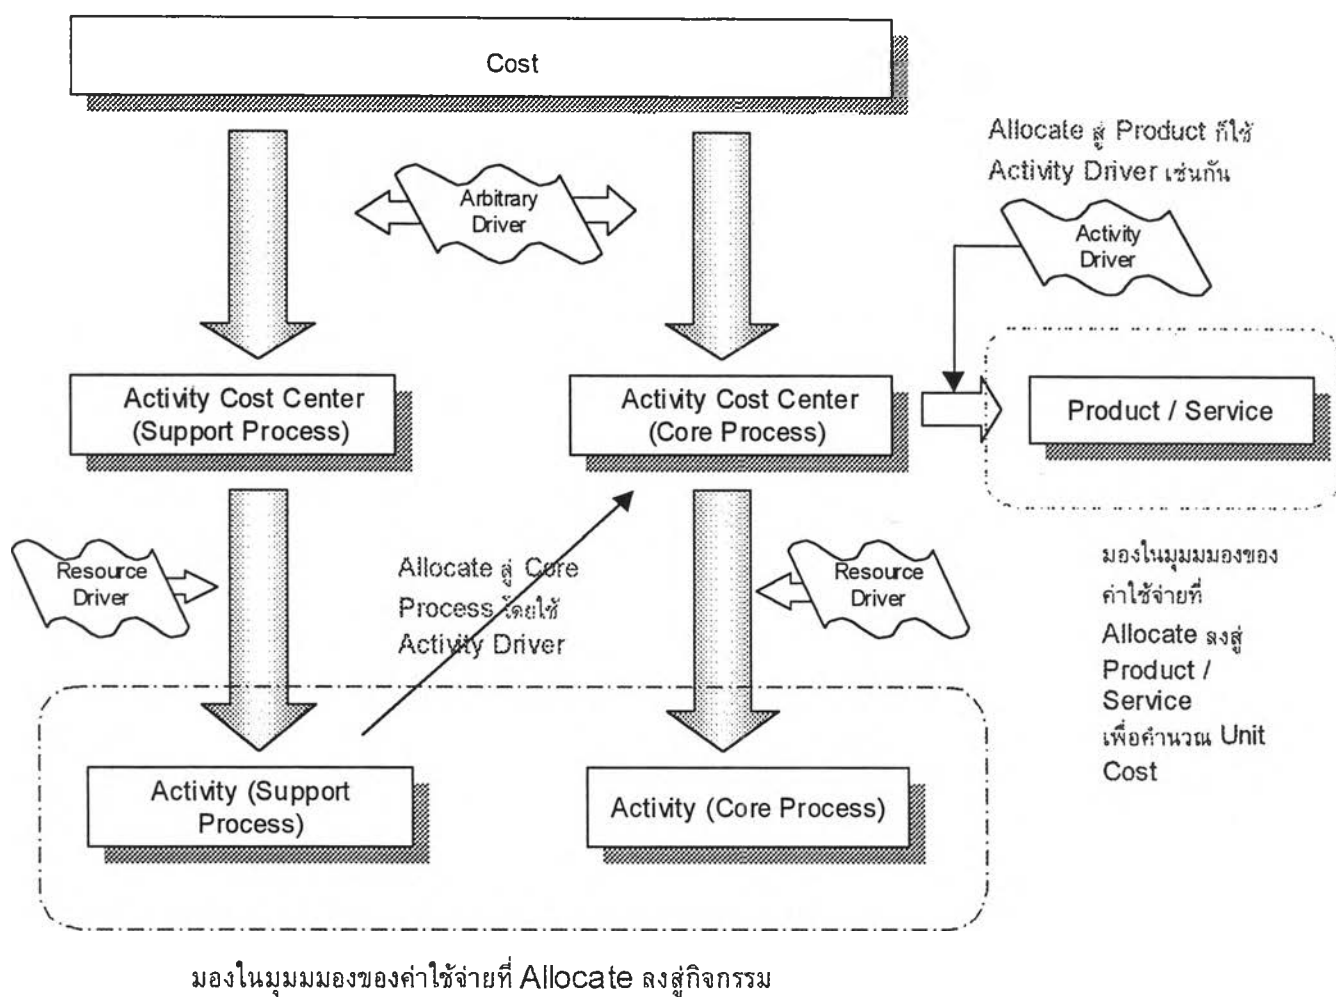 Cost
Allocate สู่ Product ก็ใช้
Activity Driver เช่นกัน
Arbitrary
Driver
Activity
Driver
Activity Cost Center
(Support Process)
Activity Cost Center
(Core Process)
Product / Service
Resource
Driver
Allocate สู่ Core
Process โดยใช้
Activity Driver
Resource
Driver
มองในมุมมมองของ
ค่าใช้จ่ายที่
Allocate ลงสู่
Product /
Service
เพื่อคำนวณ Unit
Cost
Activity (Support
Process)
Activity (Core Process)
มองในมุมมมองของค่าใช้จ่ายที่ Allocate ลงสู่กิจกรรม